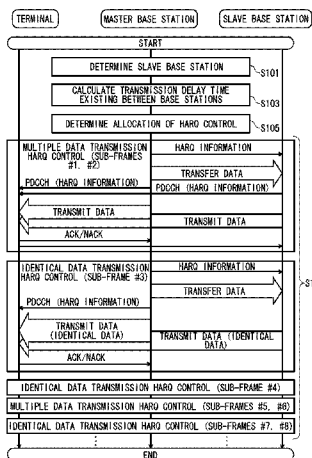 TERMINAL
MASTER BASE STATION
SLAVE BASE STATION
START
DETERMINE SLAVE BASE STATION
S101
CALCULATE TRANSMISSION DELAY TIME
EXISTING BETWEEN BASE STATIONS
S103
DETERMINE ALLOCATION OF HARQ CONTROL
S105
MULTIPLE DATA TRANSMISSION
HARQ CONTROL (SUB-FRAMES
#1, #2)
HARQ INFORMATION
TRANSFER DATA
PDCCH (HARQ INFORMATION)
PDCCH (HARQ INFORMATION)
TRANSMIT DATA
TRANSMIT DATA
ACK/NACK
IDENTICAL DATA TRANSMISSION
HARQ CONTROL (SUB-FRAME #3)
HARQ INFORMATION
PDCCH (HARQ INFORMATION)
TRANSFER DATA
TRANSMIT DATA
(IDENTICAL DATA)
TRANSMIT DATA (IDENTICAL
DATA)
ACK/NACK
IDENTICAL DATA TRANSMISSION HARQ CONTROL (SUB-FRAME #4)
MULTIPLE DATA TRANSMISSION HARQ CONTROL (SUB-FRAMES #5, #6)
IDENTICAL DATA TRANSMISSION HARQ CONTROL (SUB-FRAMES #7, #8)
END